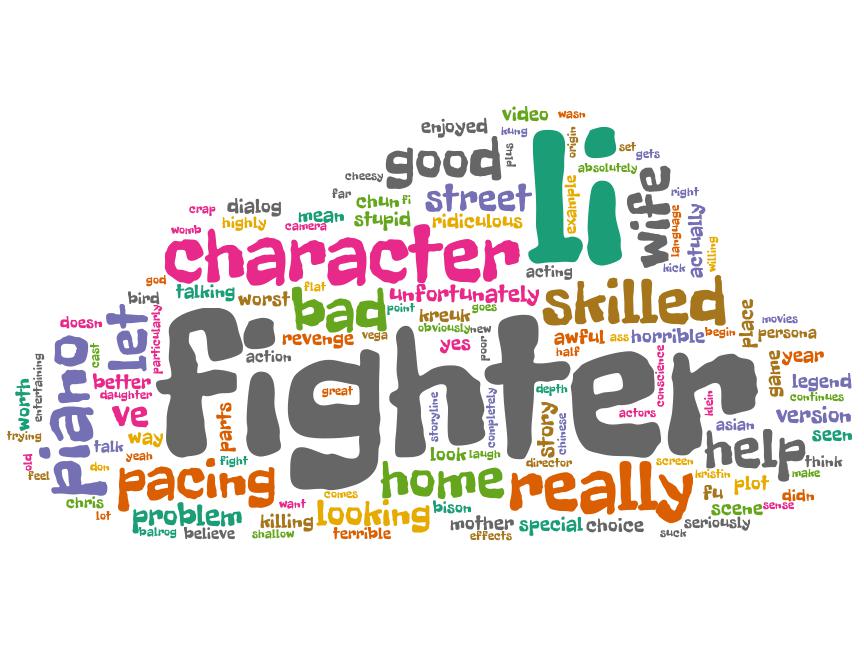 video
wasn
enjoyed
kung
origin
good
plus
li
set
gets
cheesy
absolutely
far
chun
fi
street
example
wife
right
crap
dialog
mean
highly
camera
stupid
ridiculous
language
actually
willing
womb
character
acting
kick
god
talking
worst
flat
unfortunately
skilled
bird
bad
point
goes
kreuk
obviously
new
doesn
let
particularly
revenge
vega
yes
poor
awful
ass
horrible
begin
place
movies
persona
half
action
fighter
piano
cast
entertaining
worth
better
daughter
great
depth
conscience
game
year
legend
continues
ve
parts
storyline
completely
story
chinese
actors
klein
version
trying
way
talk
asian
seen
yeah
fight
look
laugh
help
old
feel
don
director
screen
think
make
pacing
home
really
kristin
plot
fu
chris
comes
want
didn
lot
problem
killing
looking
bison
scene
sense
balrog
believe
shallow
terrible
mother
effects
special
choice
suck
seriously